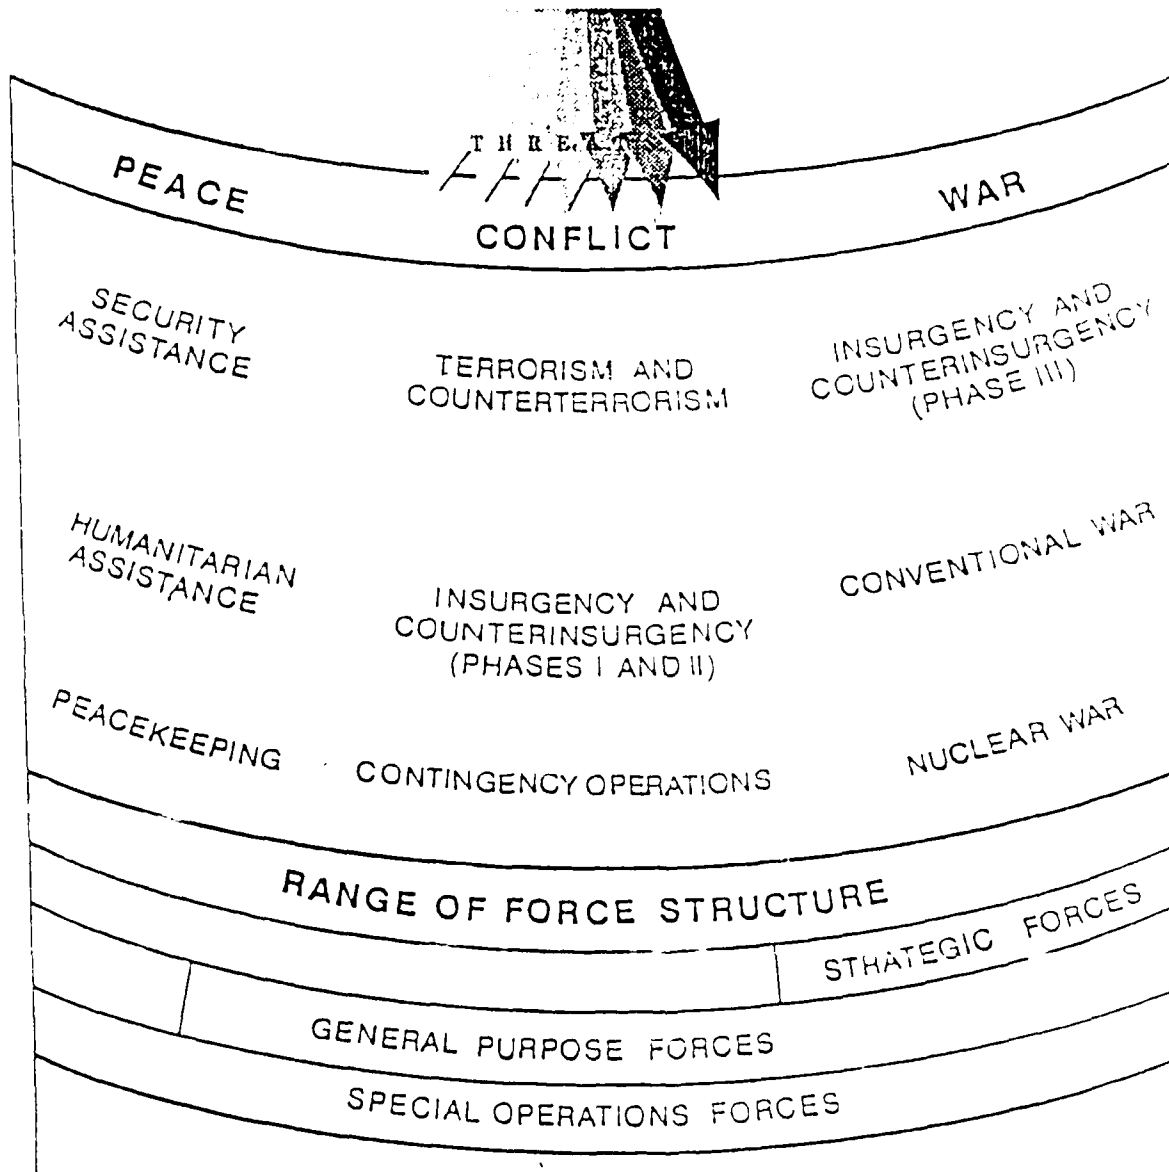 THREAT
PEACE
CONFLICT
WAR
SECURITY
ASSISTANCE
TERRORISM AND
COUNTERTERRORISM
INSURGENCY AND
COUNTERINSURGENCY
(PHASE III)
HUMANITARIAN
ASSISTANCE
INSURGENCY AND
COUNTERINSURGENCY
(PHASES I AND II)
CONVENTIONAL WAR
PEACEKEEPING
CONTINGENCY OPERATIONS
NUCLEAR WAR
RANGE OF FORCE STRUCTURE
STRATEGIC FORCES
GENERAL PURPOSE FORCES
SPECIAL OPERATIONS FORCES